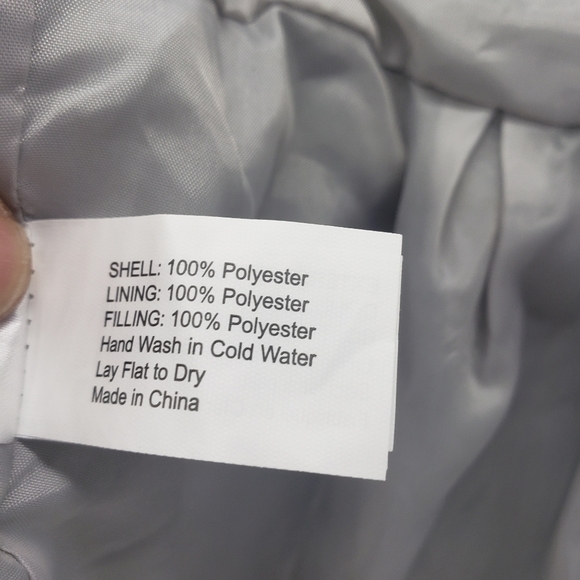 SHELL: 100% Polyester
LINING: 100% Polyester
FILLING: 100% Polyester
Hand Wash in Cold Water
Lay Flat to Dry
Made in China